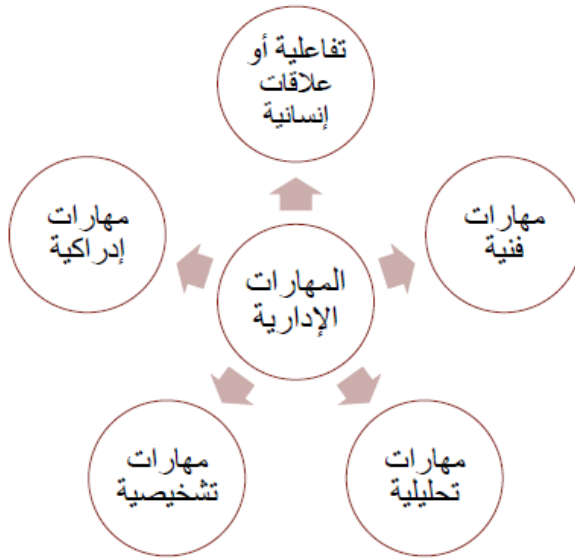 تفاعلية أو
علاقات
إنسانية
مهارات
فنية
مهارات
إدراكية
المهارات
الإدارية
مهارات
تحليلية
مهارات
تشخيصية